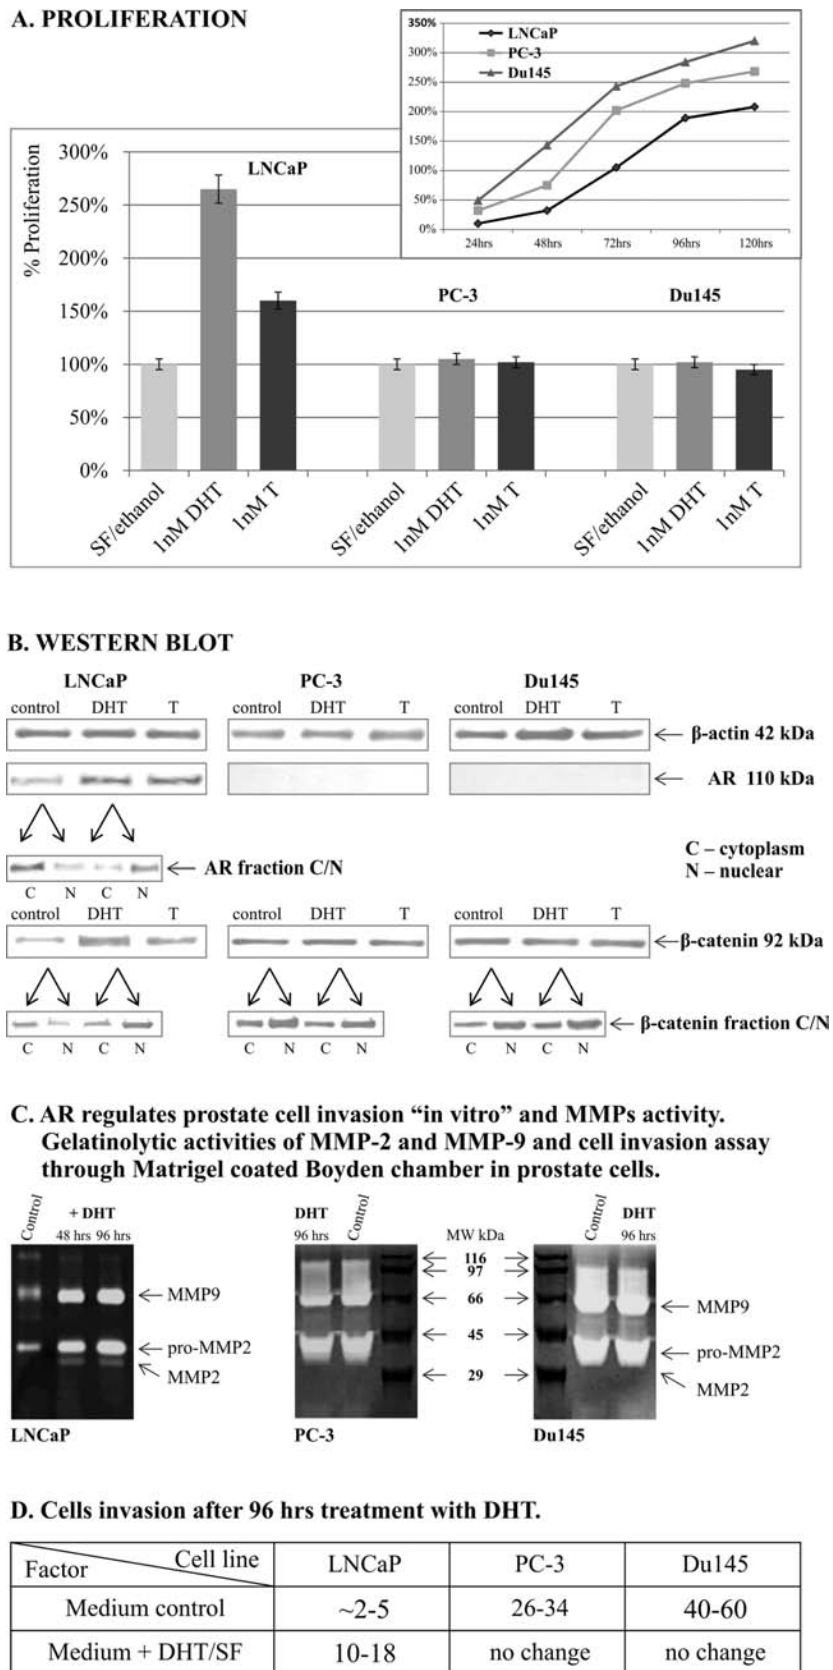 A. PROLIFERATION
350%
300%
250%
200%
150%
100%
50%
0%
LNCaP
PC-3
Du145
24hrs 48hrs 72hrs 96hrs 120hrs
% Proliferation
300%
250%
200%
150%
100%
50%
0%
LNCaP
PC-3
Du145
SF/ethanol 1nM DHT 1nM T SF/ethanol 1nM DHT 1nM T SF/ethanol 1nM DHT 1nM T
B. WESTERN BLOT
LNCaP PC-3 Du145
control DHT T control DHT T control DHT T
β-actin 42 kDa
AR 110 kDa
C – cytoplasm
N – nuclear
AR fraction C/N
C N C N
control DHT T control DHT T control DHT T
β-catenin 92 kDa
β-catenin fraction C/N
C N C N C N C N C N C N
C. AR regulates prostate cell invasion “in vitro” and MMPs activity.
Gelatinolytic activities of MMP-2 and MMP-9 and cell invasion assay
through Matrigel coated Boyden chamber in prostate cells.
Control
+ DHT
48 hrs 96 hrs
MMP9
pro-MMP2
MMP2
LNCaP
DHT
96 hrs
Control
MW kDa
116
97
66
45
29
PC-3
Control
DHT
96 hrs
MMP9
pro-MMP2
MMP2
Du145
D. Cells invasion after 96 hrs treatment with DHT.
Factor Cell line LNCaP PC-3 Du145
Medium control ~2-5 26-34 40-60
Medium + DHT/SF 10-18 no change no change